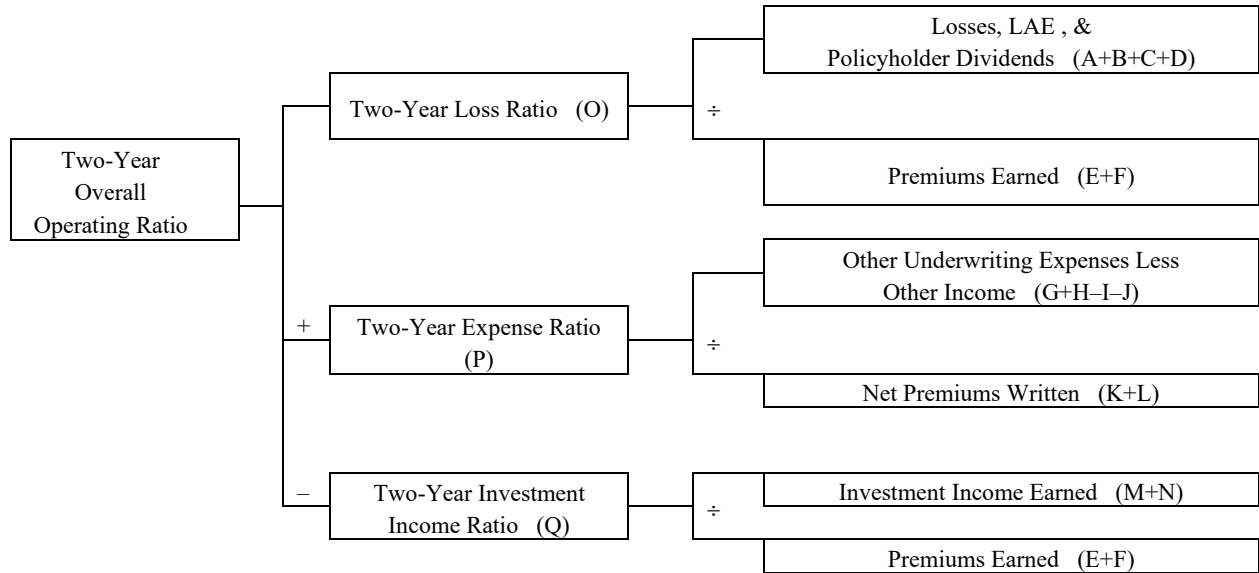 Two-Year
Overall
Operating Ratio
Two-Year Loss Ratio (O)
Losses, LAE , &
Policyholder Dividends (A+B+C+D)
÷
Premiums Earned (E+F)
+
Two-Year Expense Ratio
(P)
Other Underwriting Expenses Less
Other Income (G+H–I–J)
÷
Net Premiums Written (K+L)
–
Two-Year Investment
Income Ratio (Q)
Investment Income Earned (M+N)
÷
Premiums Earned (E+F)